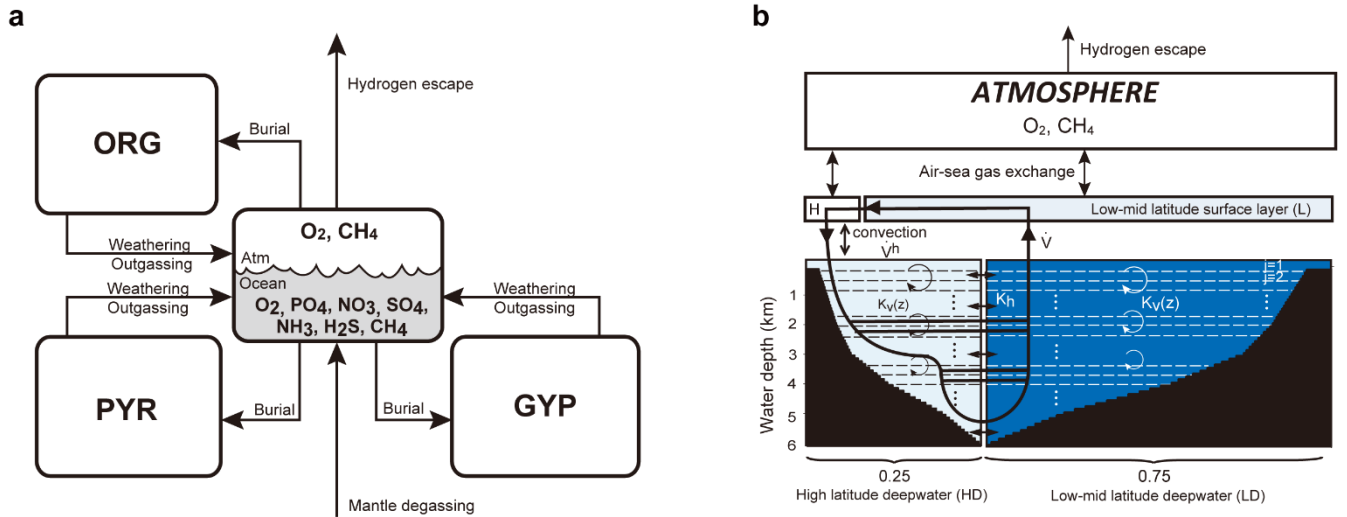 a
Hydrogen escape
ORG
Burial
Weathering
Outgassing
O₂, CH₄
Atm
Ocean
O₂, PO₄, NO₃, SO₄,
NH₃, H₂S, CH₄
Weathering
Outgassing
Weathering
Outgassing
PYR
Burial
Burial
GYP
Mantle degassing
b
Hydrogen escape
ATMOSPHERE
O₂, CH₄
Air-sea gas exchange
H
Low-mid latitude surface layer (L)
convection
V̇ʰ
V̇
j=1
j=2
Kᵥ(z)
Kₕ
Kᵥ(z)
Water depth (km)
1
2
3
4
5
6
0.25
0.75
High latitude deepwater (HD)
Low-mid latitude deepwater (LD)